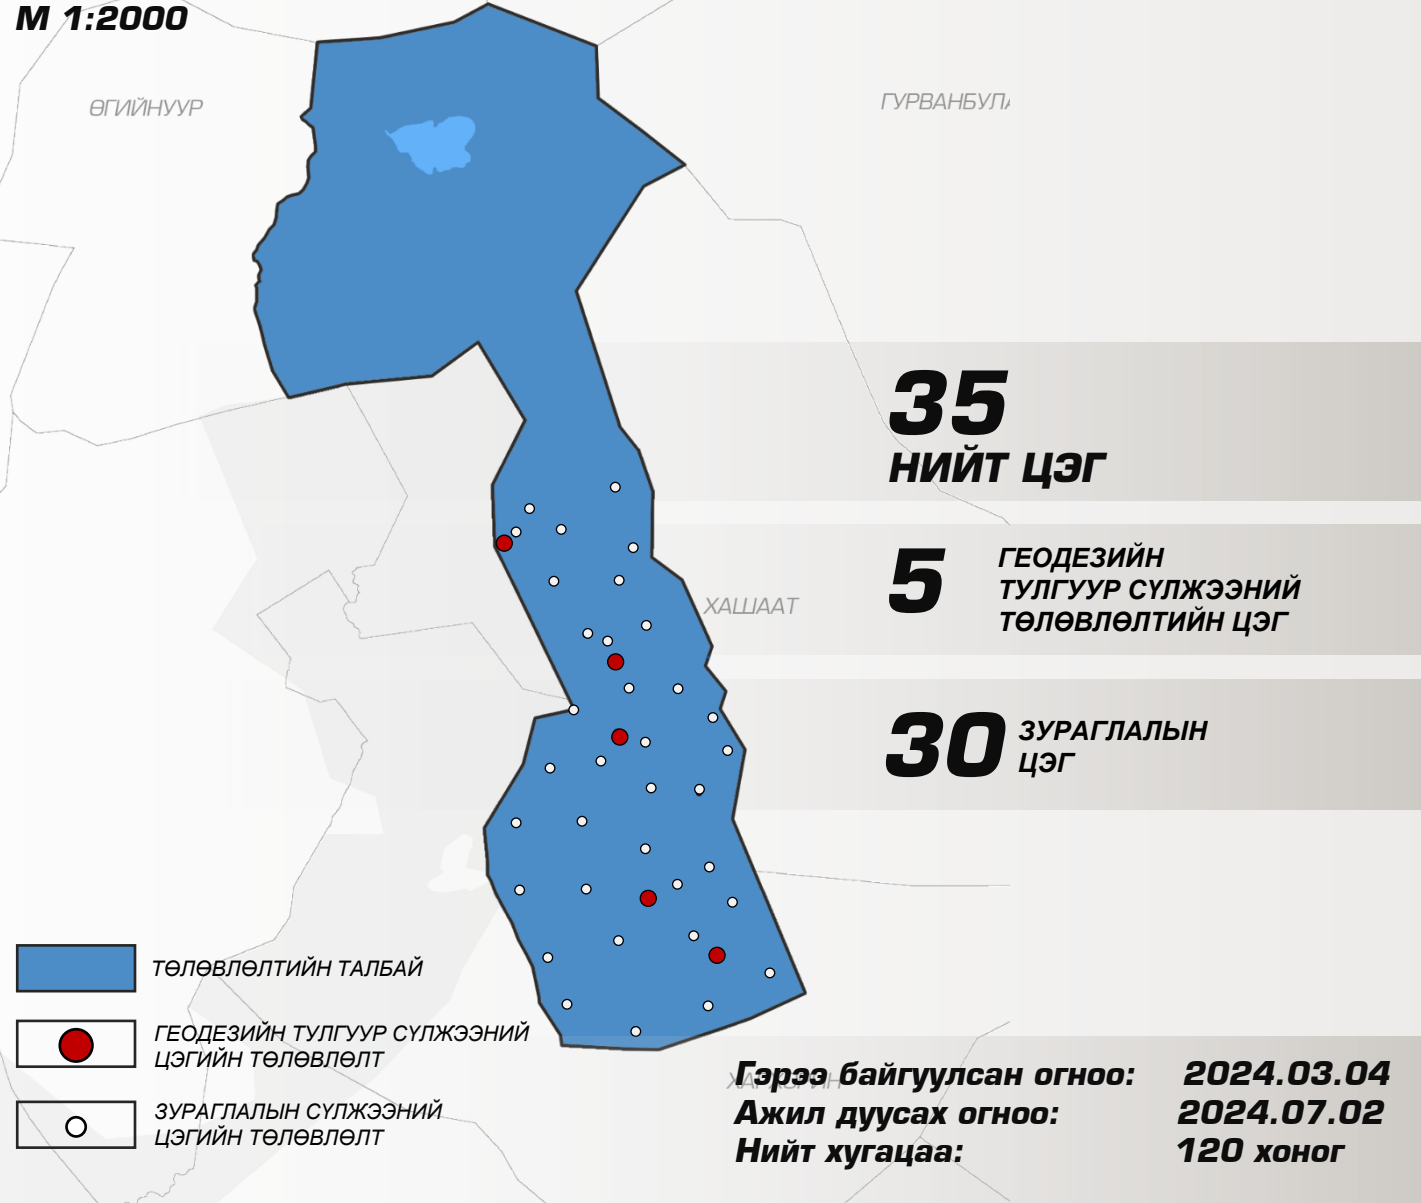 М 1:2000
ӨГИЙНУУР
ГУРВАНБУЛА
35
НИЙТ ЦЭГ
5
ГЕОДЕЗИЙН
ТУЛГУУР СҮЛЖЭЭНИЙ
ТӨЛӨВЛӨЛТИЙН ЦЭГ
ХАШААТ
30
ЗУРАГЛАЛЫН
ЦЭГ
ТӨЛӨВЛӨЛТИЙН ТАЛБАЙ
ГЕОДЕЗИЙН ТУЛГУУР СҮЛЖЭЭНИЙ
ЦЭГИЙН ТӨЛӨВЛӨЛТ
ЗУРАГЛАЛЫН СҮЛЖЭЭНИЙ
ЦЭГИЙН ТӨЛӨВЛӨЛТ
Гэрээ байгуулсан огноо: 2024.03.04
Ажил дуусах огноо: 2024.07.02
Нийт хугацаа: 120 хоног